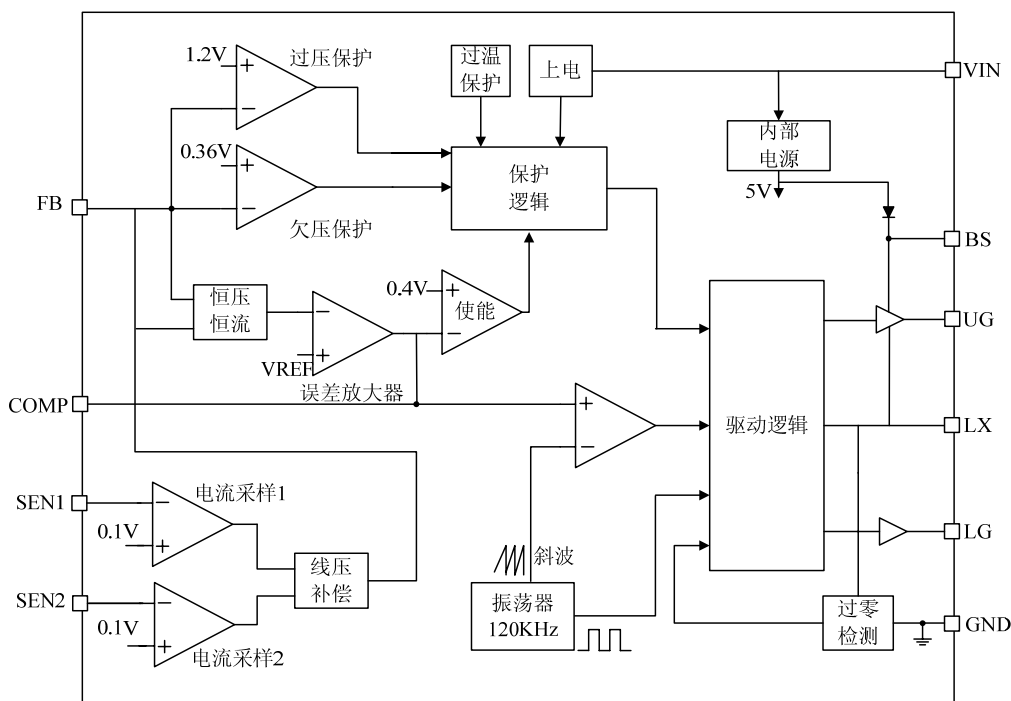 1.2V
+
−
过压保护
过温
保护
上电
VIN
内部
电源
5V
0.36V
+
−
欠压保护
保护
逻辑
FB
BS
恒压
恒流
−
+
VREF
误差放大器
0.4V
+
−
使能
UG
COMP
+
−
驱动逻辑
LX
SEN1
−
0.1V
+
电流采样1
线压
补偿
斜波
LG
SEN2
−
0.1V
+
电流采样2
振荡器
120KHz
过零
检测
GND